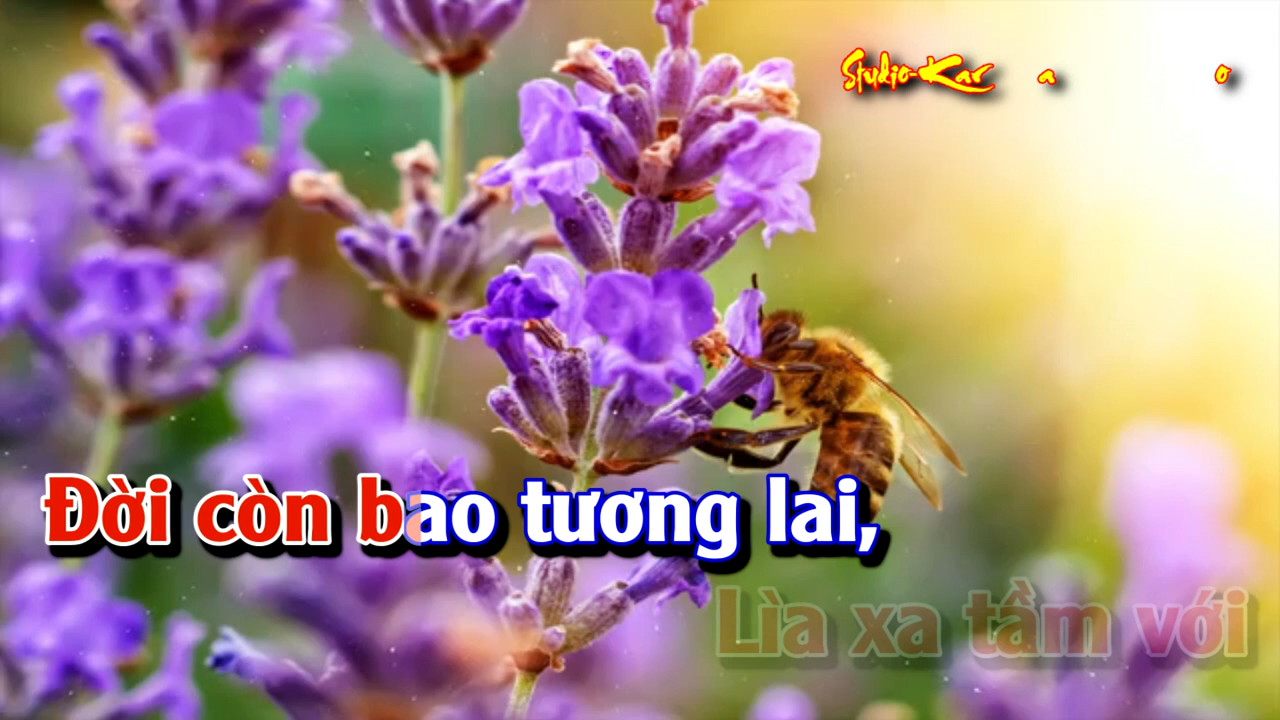 Studio-Kar a o
Đời còn bao tương lai,
Lìa xa tầm với